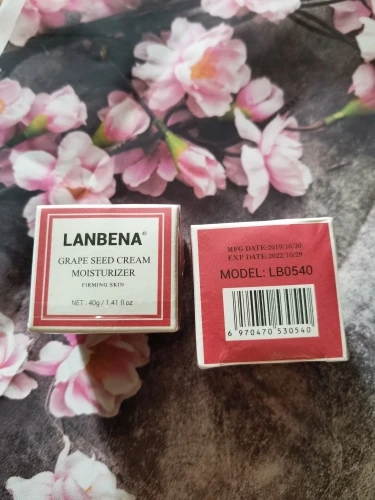 LANBENA®
GRAPE SEED CREAM
MOISTURIZER
FIRMING SKIN
NET : 40g / 1.41 fl oz
MFG DATE:2019/10/30
EXP DATE:2022/10/29
MODEL: LB0540
6 970470 530540